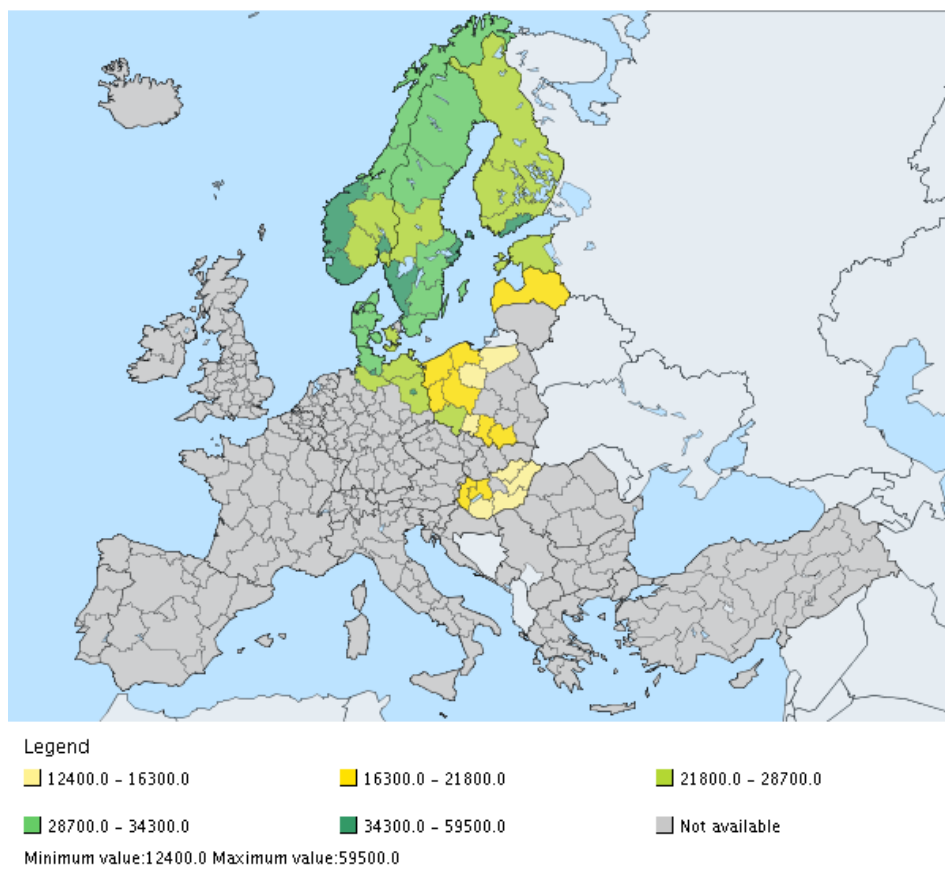 Legend
12400.0 - 16300.0 16300.0 - 21800.0 21800.0 - 28700.0
28700.0 - 34300.0 34300.0 - 59500.0 Not available
Minimum value:12400.0 Maximum value:59500.0